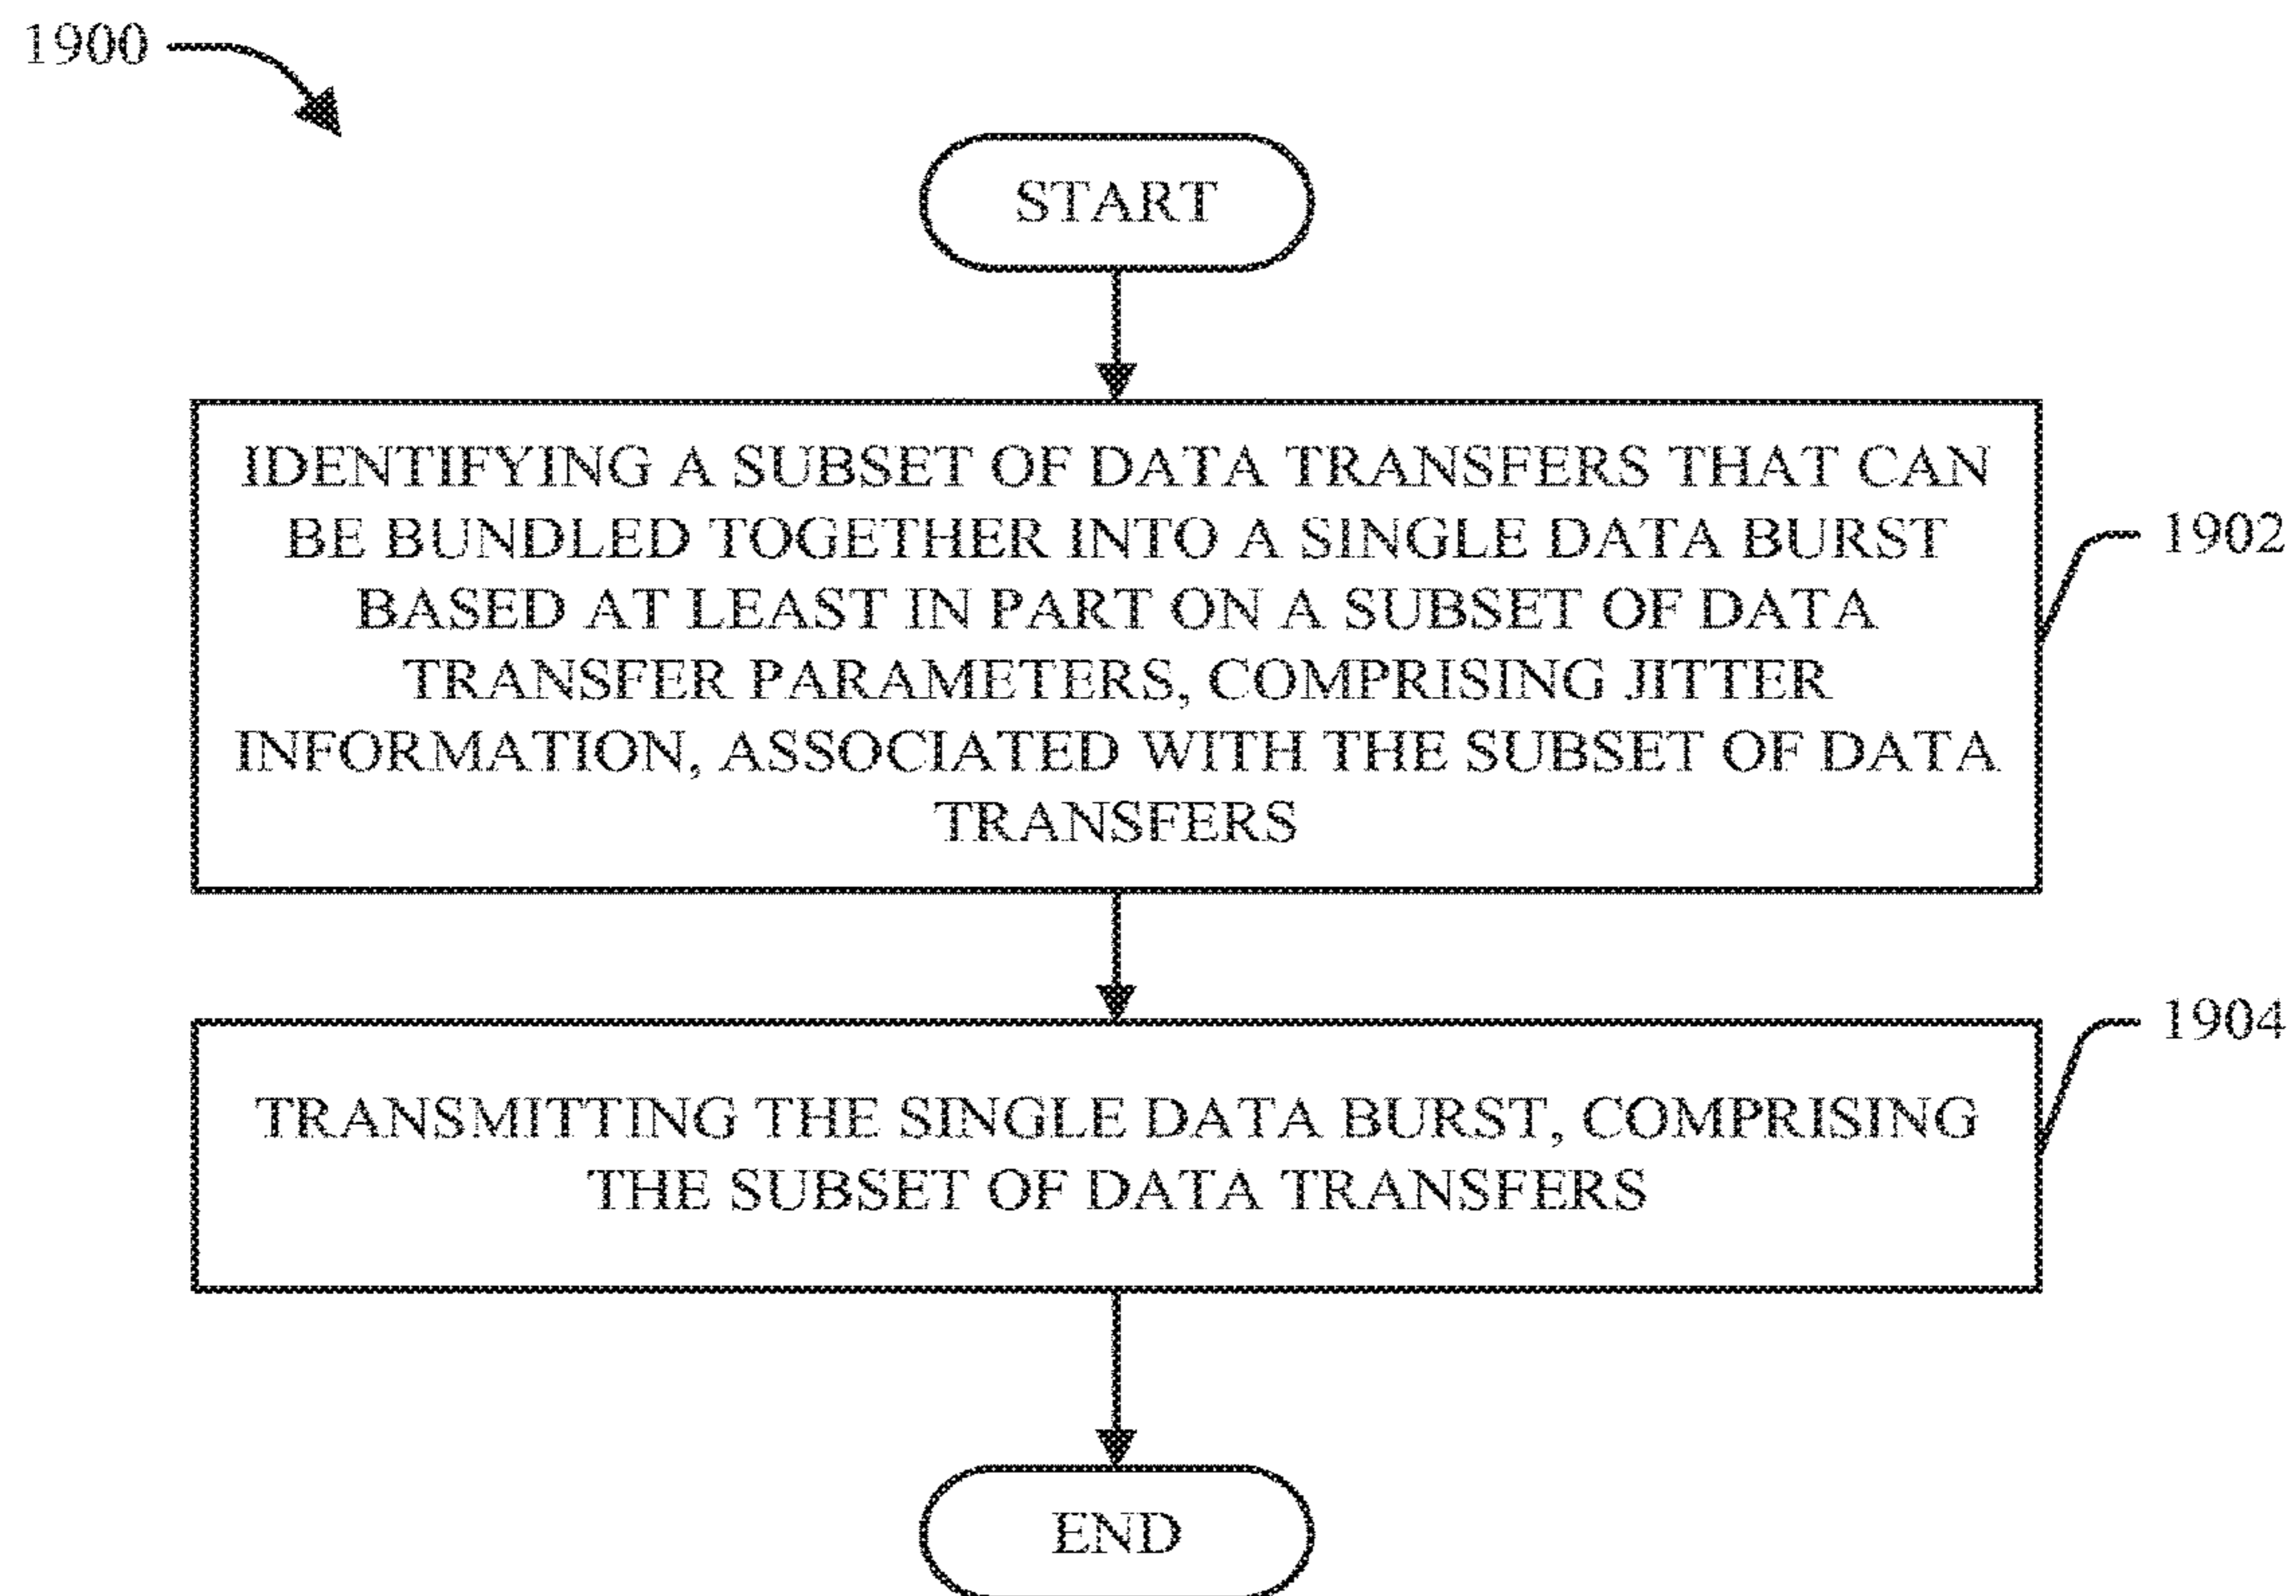 1900
START
IDENTIFYING A SUBSET OF DATA TRANSFERS THAT CAN
BE BUNDLED TOGETHER INTO A SINGLE DATA BURST
BASED AT LEAST IN PART ON A SUBSET OF DATA
TRANSFER PARAMETERS, COMPRISING JITTER
INFORMATION, ASSOCIATED WITH THE SUBSET OF DATA
TRANSFERS
1902
TRANSMITTING THE SINGLE DATA BURST, COMPRISING
THE SUBSET OF DATA TRANSFERS
1904
END